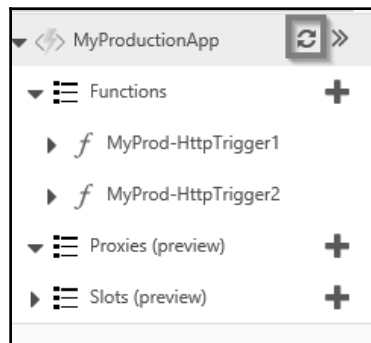 MyProductionApp
Functions
MyProd-HttpTrigger1
MyProd-HttpTrigger2
Proxies (preview)
Slots (preview)